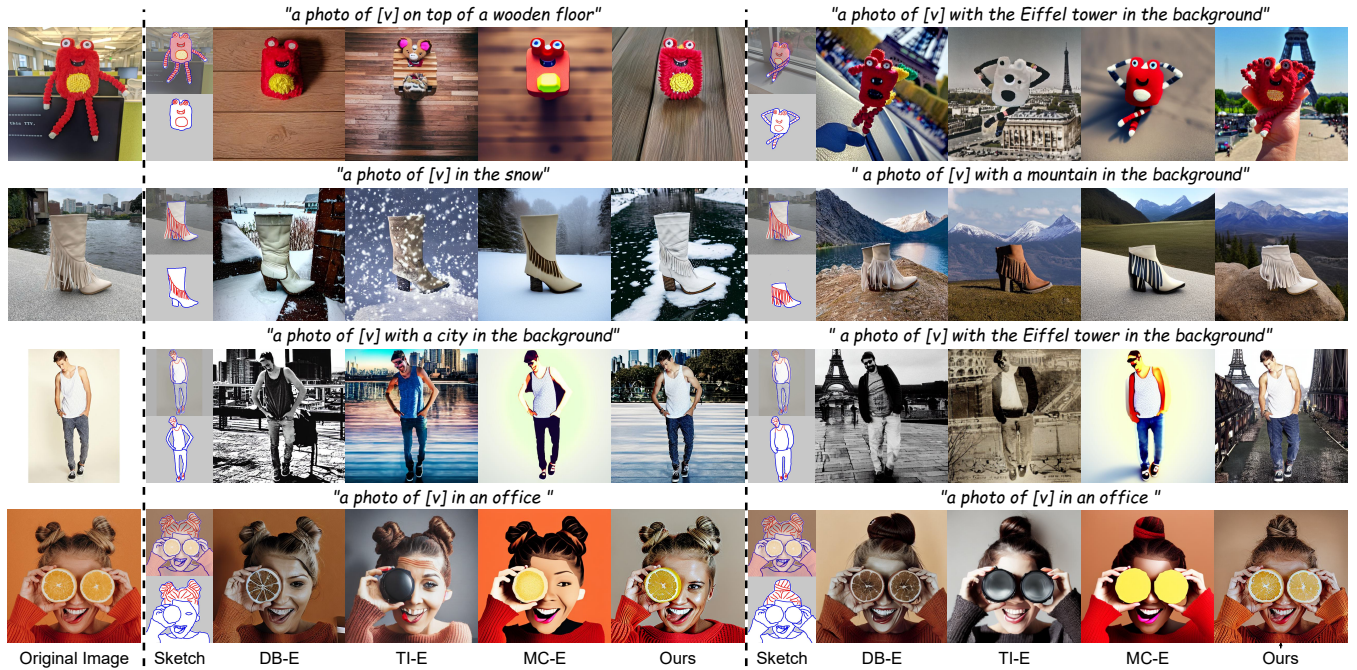 "a photo of [v] on top of a wooden floor"
"a photo of [v] with the Eiffel tower in the background"
this TTY.
"a photo of [v] in the snow"
" a photo of [v] with a mountain in the background"
"a photo of [v] with a city in the background"
" a photo of [v] with the Eiffel tower in the background"
"a photo of [v] in an office "
"a photo of [v] in an office "
Original Image
Sketch
DB-E
TI-E
MC-E
Ours
Sketch
DB-E
TI-E
MC-E
Ours